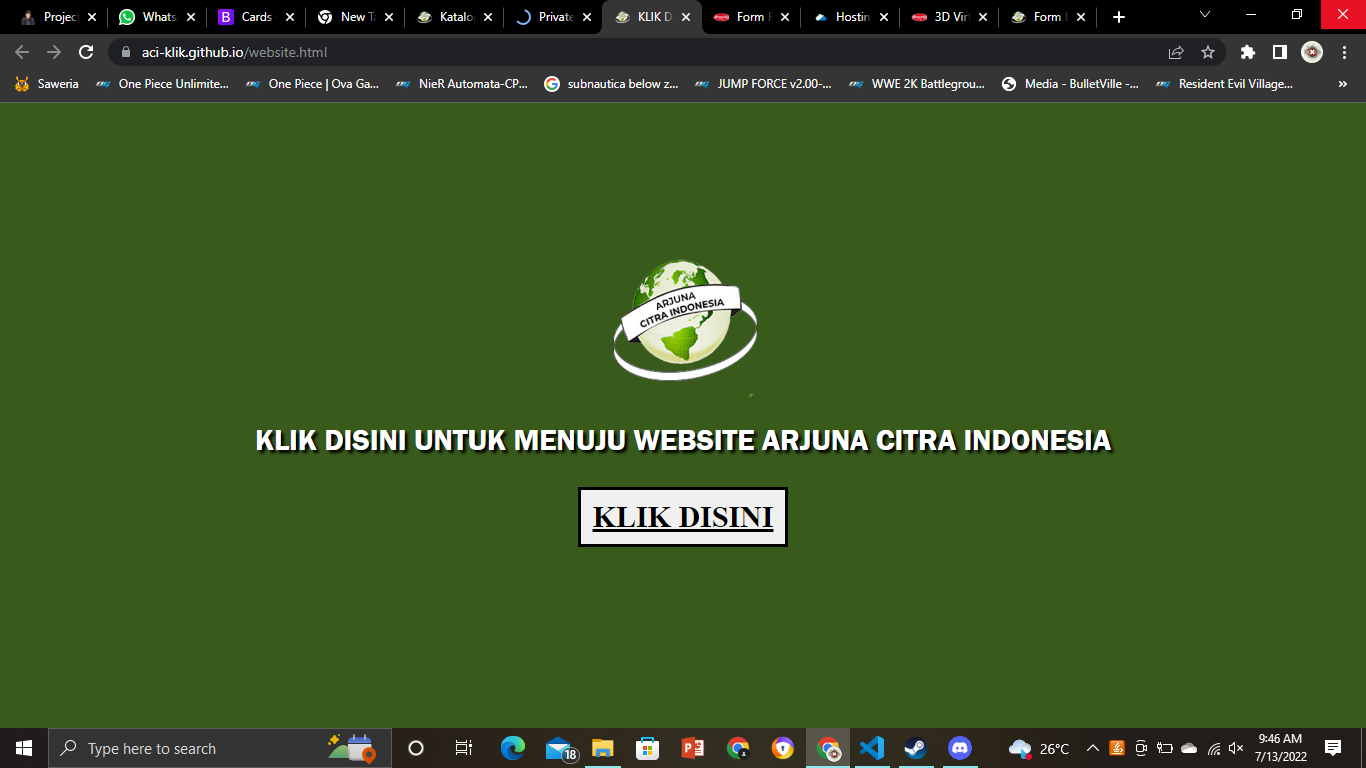 Project
Whats
Cards
New Ta
Katalo
Private
KLIK D
Form
Hostin
3D Vir
Form
aci-klik.github.io/website.html
Saweria
One Piece Unlimite...
One Piece | Ova Ga...
NieR Automata-CP...
subnautica below z...
JUMP FORCE v2.00-...
WWE 2K Battlegrou...
Media - BulletVille -...
Resident Evil Village...
»
ARJUNA
CITRA INDONESIA
KLIK DISINI UNTUK MENUJU WEBSITE ARJUNA CITRA INDONESIA
KLIK DISINI
Type here to search
18
26°C
9:46 AM
7/13/2022